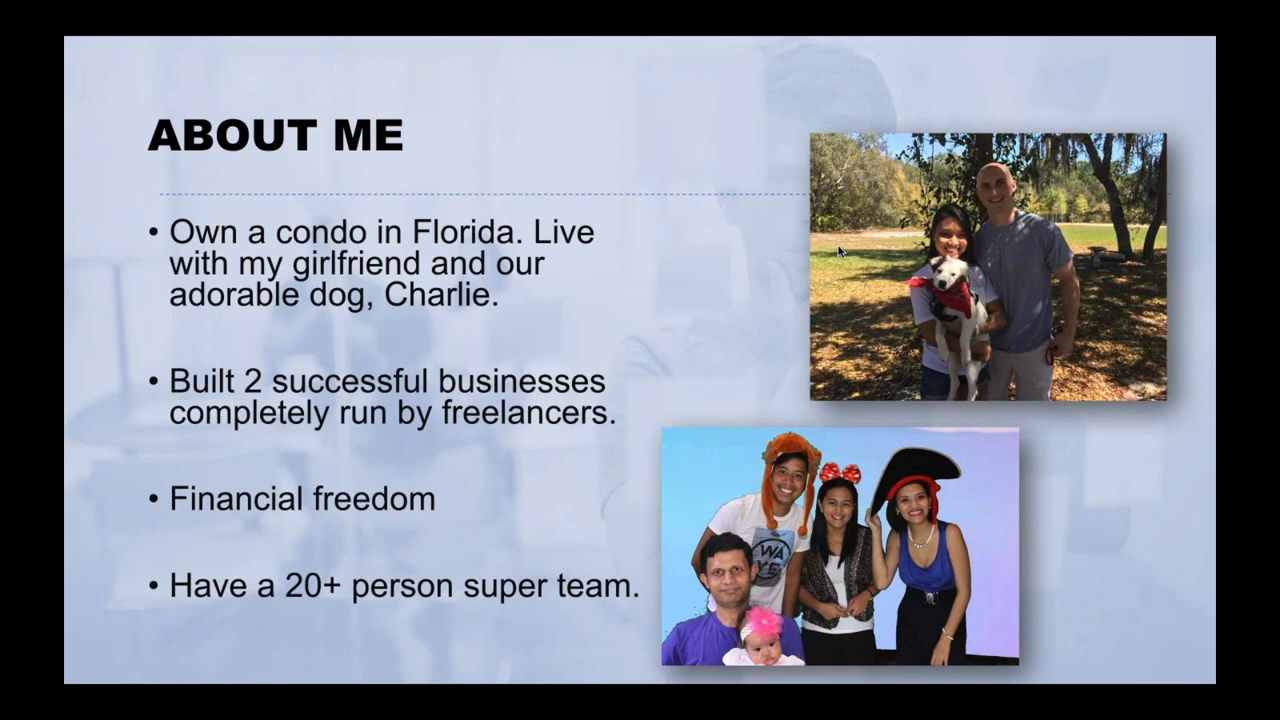 ABOUT ME
• Own a condo in Florida. Live
with my girlfriend and our
adorable dog, Charlie.
• Built 2 successful businesses
completely run by freelancers.
• Financial freedom
• Have a 20+ person super team.
WA